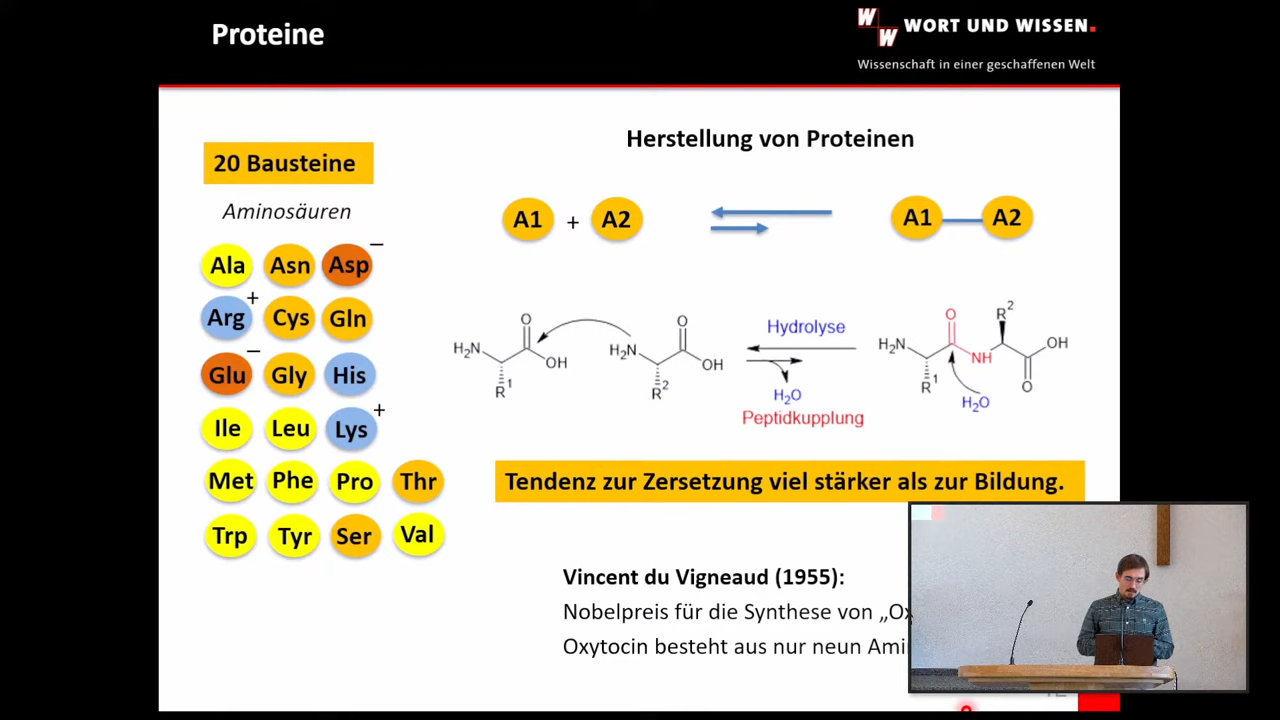 Proteine
W W WORT UND WISSEN.
Wissenschaft in einer geschaffenen Welt
20 Bausteine
Aminosäuren
Ala Asn Asp –
Arg + Cys Gln
Glu – Gly His
Ile Leu Lys +
Met Phe Pro Thr
Trp Tyr Ser Val
Herstellung von Proteinen
A1 + A2 A1 A2
H₂N O OH R¹
H₂N O OH R²
Hydrolyse
H₂O
Peptidkupplung
H₂N R¹ O NH R² O OH
H₂O
Tendenz zur Zersetzung viel stärker als zur Bildung.
Vincent du Vigneaud (1955):
Nobelpreis für die Synthese von „Ox
Oxytocin besteht aus nur neun Ami